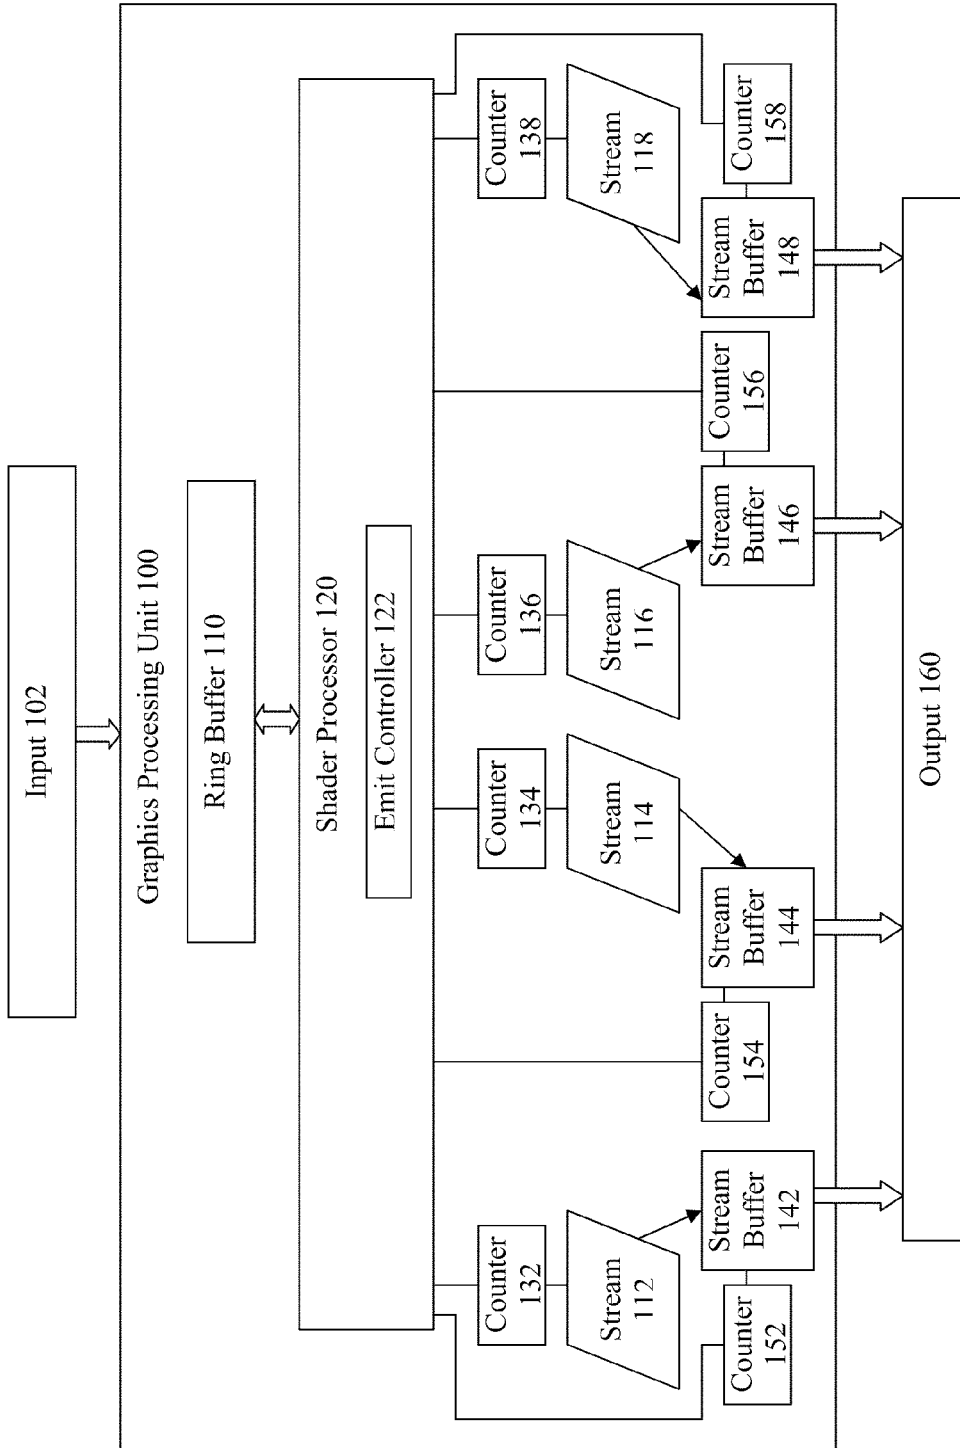 Input 102
Graphics Processing Unit 100
Ring Buffer 110
Shader Processor 120
Emit Controller 122
Counter
132
Counter
134
Counter
136
Counter
138
Stream
112
Stream
114
Stream
116
Stream
118
Counter
152
Stream
Buffer
142
Counter
154
Stream
Buffer
144
Stream
Buffer
146
Counter
156
Stream
Buffer
148
Counter
158
Output 160